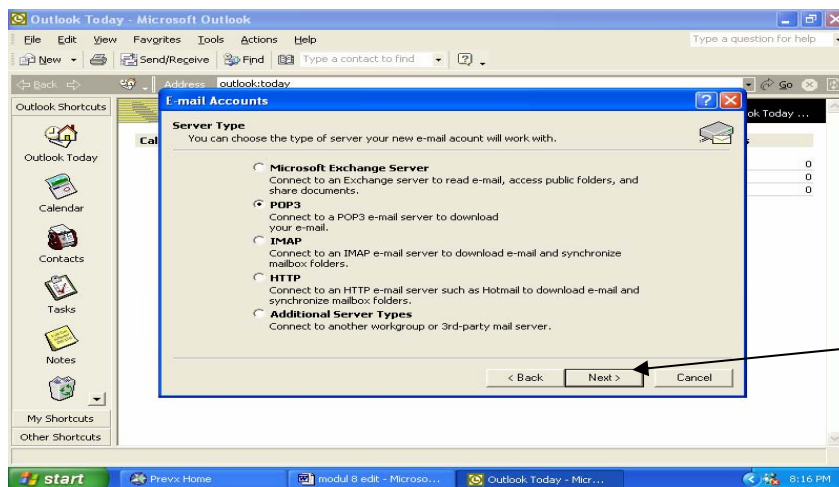 Outlook Today - Microsoft Outlook
File Edit View Favorites Tools Actions Help
Type a question for help
New Send/Receive Find Type a contact to find
Back Address outlook:today Go
Outlook Shortcuts
E-mail Accounts
ok Today ...
Server Type
You can choose the type of server your new e-mail acount will work with.
Cal
Outlook Today
Microsoft Exchange Server
Connect to an Exchange server to read e-mail, access public folders, and
share documents.
0
0
0
POP3
Connect to a POP3 e-mail server to download
your e-mail.
Calendar
IMAP
Connect to an IMAP e-mail server to download e-mail and synchronize
mailbox folders.
Contacts
HTTP
Connect to an HTTP e-mail server such as Hotmail to download e-mail and
synchronize mailbox folders.
Tasks
Additional Server Types
Connect to another workgroup or 3rd-party mail server.
Notes
< Back Next > Cancel
My Shortcuts
Other Shortcuts
start Prevx Home modul 8 edit - Microso... Outlook Today - Micr... 8:16 PM